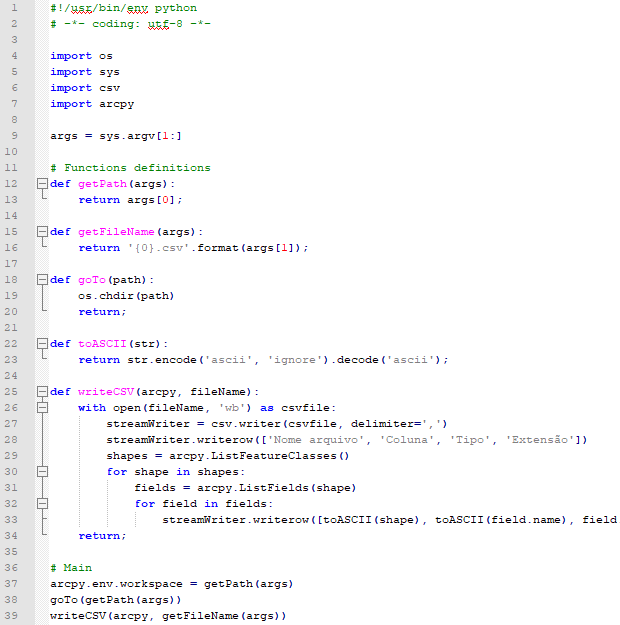 1 #!/usr/bin/env python
2 # -*- coding: utf-8 -*-
3
4 import os
5 import sys
6 import csv
7 import arcpy
8
9 args = sys.argv[1:]
10
11 # Functions definitions
12 def getPath(args):
13 return args[0];
14
15 def getFileName(args):
16 return '{0}.csv'.format(args[1]);
17
18 def goTo(path):
19 os.chdir(path)
20 return;
21
22 def toASCII(str):
23 return str.encode('ascii', 'ignore').decode('ascii');
24
25 def writeCSV(arcpy, fileName):
26 with open(fileName, 'wb') as csvfile:
27 streamWriter = csv.writer(csvfile, delimiter=',')
28 streamWriter.writerow(['Nome arquivo', 'Coluna', 'Tipo', 'Extensão'])
29 shapes = arcpy.ListFeatureClasses()
30 for shape in shapes:
31 fields = arcpy.ListFields(shape)
32 for field in fields:
33 streamWriter.writerow([toASCII(shape), toASCII(field.name), field
34 return;
35
36 # Main
37 arcpy.env.workspace = getPath(args)
38 goTo(getPath(args))
39 writeCSV(arcpy, getFileName(args))